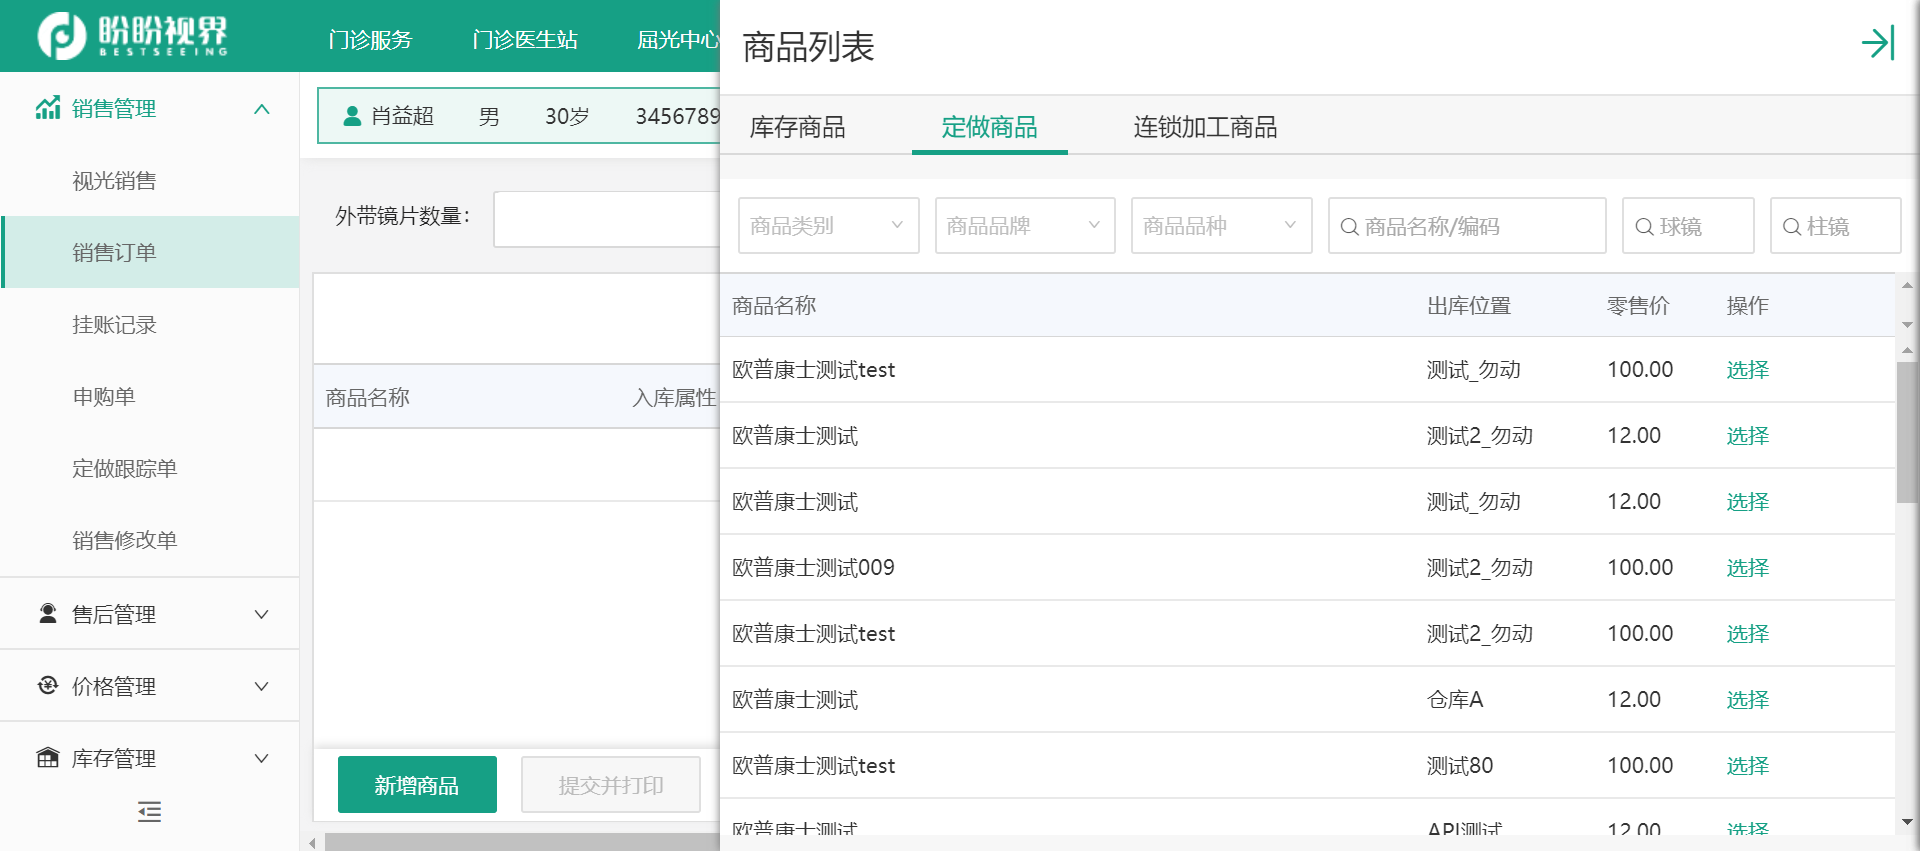 盼盼视界
BESTSEEING
门诊服务
门诊医生站
屈光中心
销售管理
视光销售
销售订单
挂账记录
申购单
定做跟踪单
销售修改单
售后管理
价格管理
库存管理
肖益超 男 30岁 3456789
外带镜片数量：
商品名称 入库属性
新增商品 提交并打印
商品列表
库存商品 定做商品 连锁加工商品
商品类别 商品品牌 商品品种 商品名称/编码 球镜 柱镜
商品名称 出库位置 零售价 操作
欧普康士测试test 测试_勿动 100.00 选择
欧普康士测试 测试2_勿动 12.00 选择
欧普康士测试 测试_勿动 12.00 选择
欧普康士测试009 测试2_勿动 100.00 选择
欧普康士测试test 测试2_勿动 100.00 选择
欧普康士测试 仓库A 12.00 选择
欧普康士测试test 测试80 100.00 选择
欧普康士测试 API测试 12.00 选择